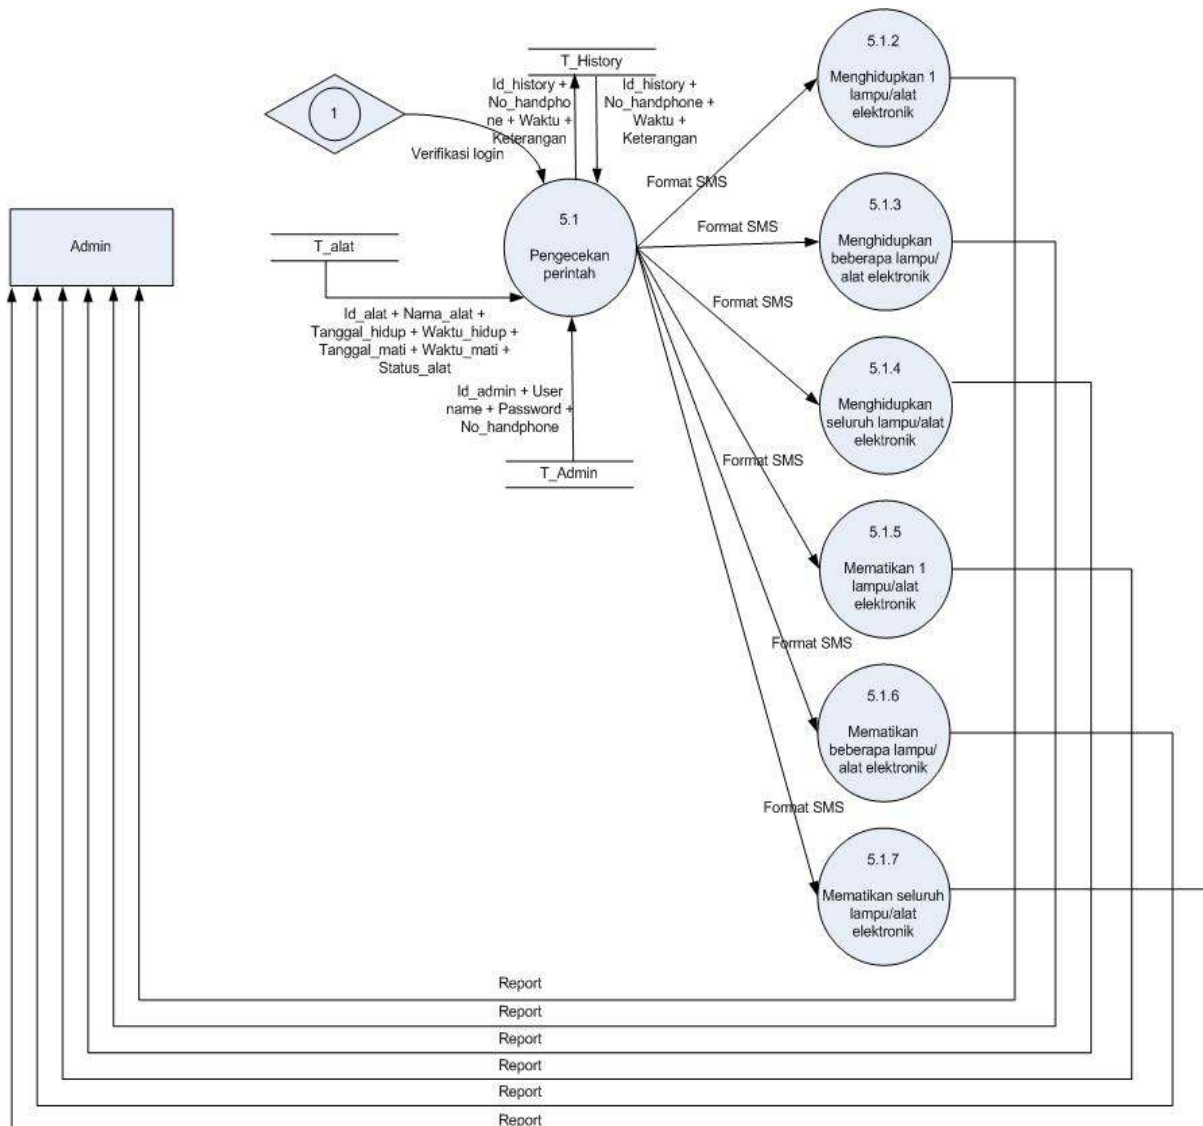 T_History
Id_history +
No_handpho
ne + Waktu +
Keterangan
Id_history +
No_handphone +
Waktu +
Keterangan
1
Verifikasi login
5.1
Pengecekan
perintah
Admin
T_alat
Id_alat + Nama_alat +
Tanggal_hidup + Waktu_hidup +
Tanggal_mati + Waktu_mati +
Status_alat
Id_admin + User
name + Password +
No_handphone
T_Admin
Format SMS
Format SMS
Format SMS
Format SMS
Format SMS
Format SMS
5.1.2
Menghidupkan 1
lampu/alat
elektronik
5.1.3
Menghidupkan
beberapa lampu/
alat elektronik
5.1.4
Menghidupkan
seluruh lampu/alat
elektronik
5.1.5
Mematikan 1
lampu/alat
elektronik
5.1.6
Mematikan
beberapa lampu/
alat elektronik
5.1.7
Mematikan seluruh
lampu/alat
elektronik
Report
Report
Report
Report
Report
Report